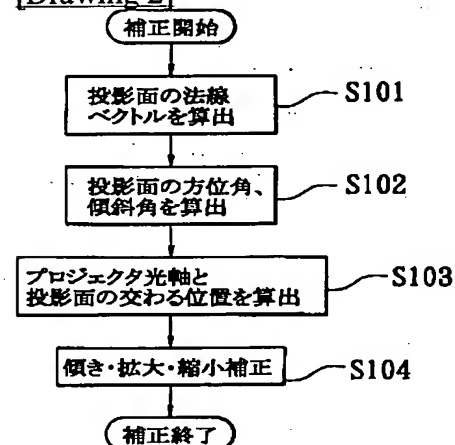 [Drawing 2]
補正開始
投影面の法線
ベクトルを算出
S101
投影面の方位角、
傾斜角を算出
S102
プロジェクタ光軸と
投影面の交わる位置を算出
S103
傾き・拡大・縮小補正
S104
補正終了